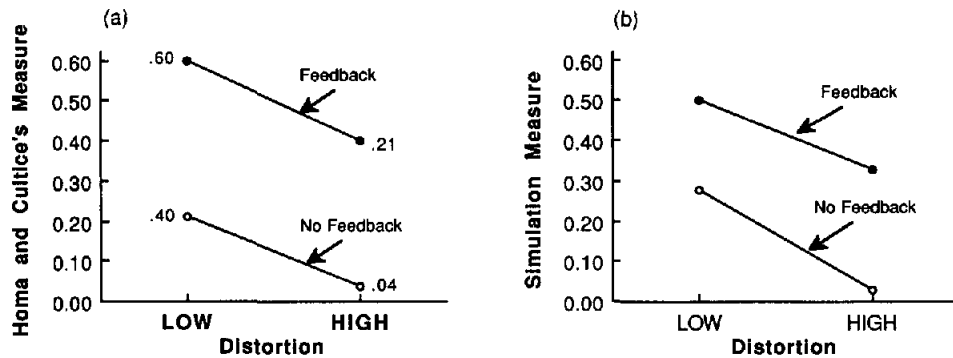 (a)
Homa and Cultice's Measure
0.60
0.50
0.40
0.30
0.20
0.10
0.00
.60
Feedback
.21
.40
No Feedback
.04
LOW
HIGH
Distortion
(b)
Simulation Measure
0.60
0.50
0.40
0.30
0.20
0.10
0.00
Feedback
No Feedback
LOW
HIGH
Distortion